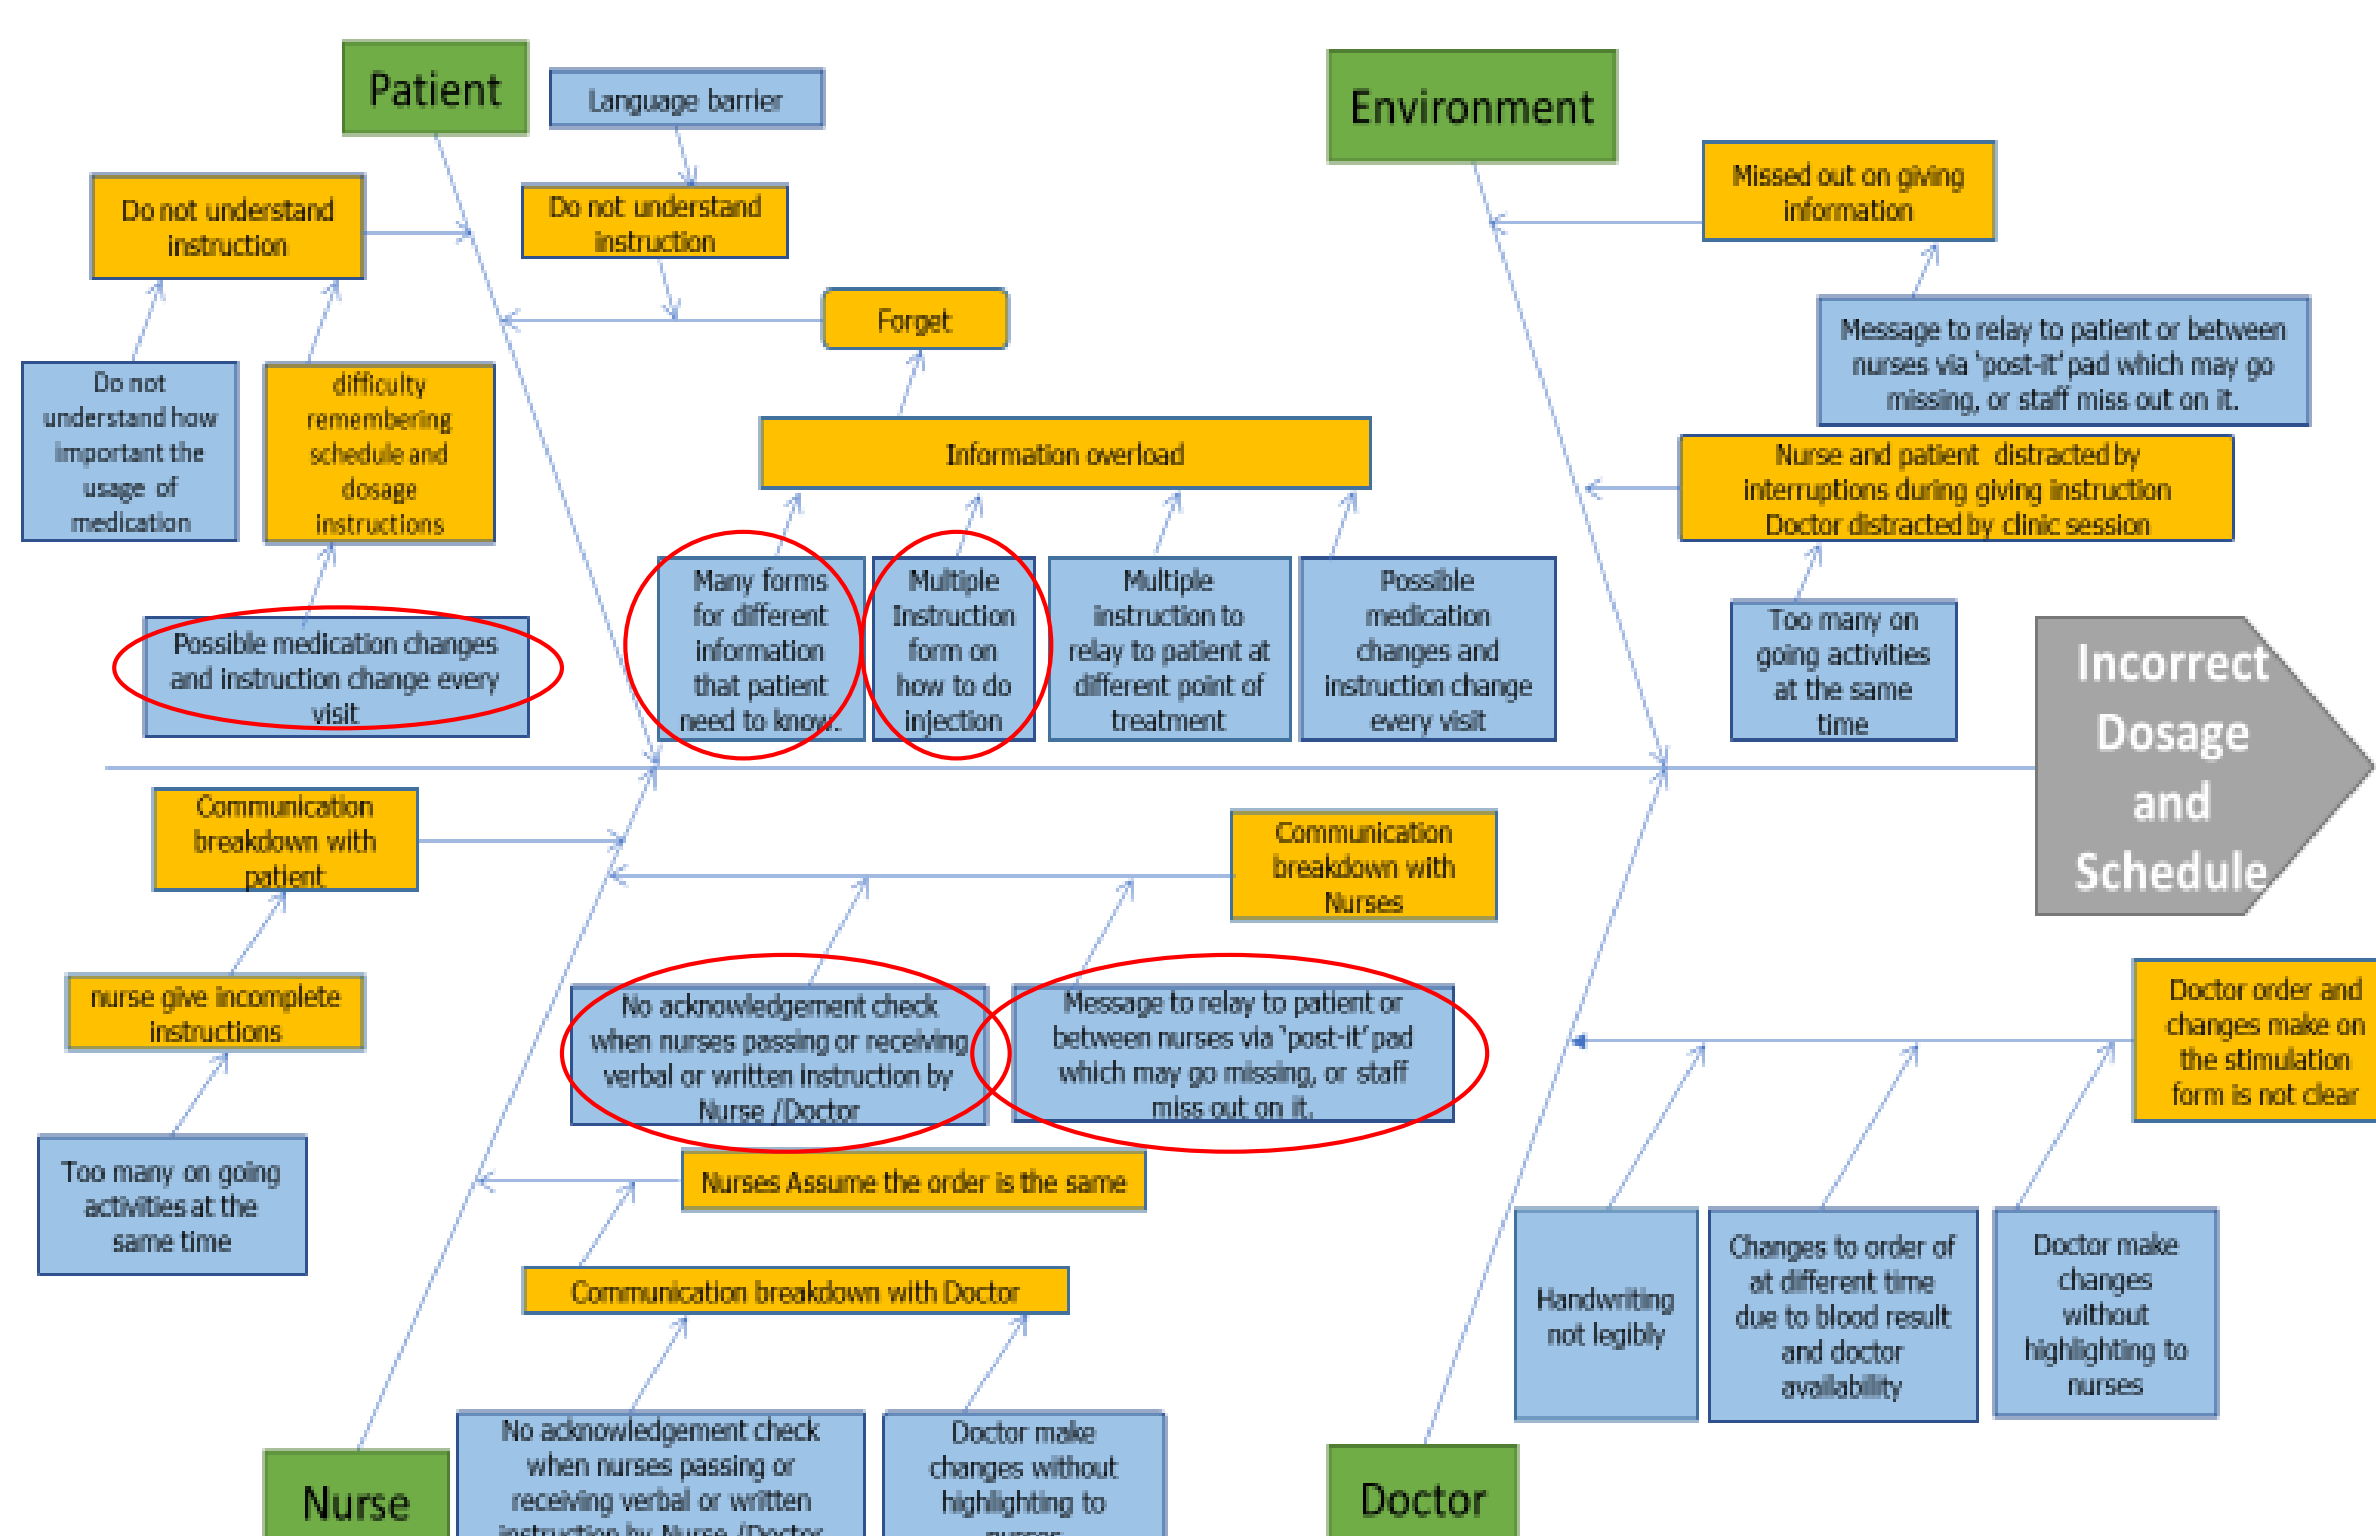 Patient
Language barrier
Do not understand
instruction
Do not understand
instruction
Forget
Do not
understand how
important the
usage of
medication
difficulty
remembering
schedule and
dosage
instructions
Information overload
Possible medication changes
and instruction change every
visit
Many forms
for different
information
that patient
need to know.
Multiple
Instruction
form on
how to do
injection
Multiple
instruction to
relay to patient at
different point of
treatment
Possible
medication
changes and
instruction change
every visit
Environment
Missed out on giving
information
Message to relay to patient or between
nurses via ‘post-it’ pad which may go
missing, or staff miss out on it.
Nurse and patient distracted by
interruptions during giving instruction
Doctor distracted by clinic session
Too many on
going activities
at the same
time
Incorrect
Dosage
and
Schedule
Communication
breakdown with
patient
nurse give incomplete
instructions
Too many on going
activities at the
same time
Communication
breakdown with
Nurses
No acknowledgement check
when nurses passing or receiving
verbal or written instruction by
Nurse /Doctor
Message to relay to patient or
between nurses via ‘post-it’ pad
which may go missing, or staff
miss out on it.
Nurses Assume the order is the same
Communication breakdown with Doctor
No acknowledgement check
when nurses passing or
receiving verbal or written
instruction by Nurse /Doctor
Doctor make
changes without
highlighting to
nurses
Nurse
Doctor order and
changes make on
the stimulation
form is not clear
Handwriting
not legibly
Changes to order of
at different time
due to blood result
and doctor
availability
Doctor make
changes
without
highlighting to
nurses
Doctor